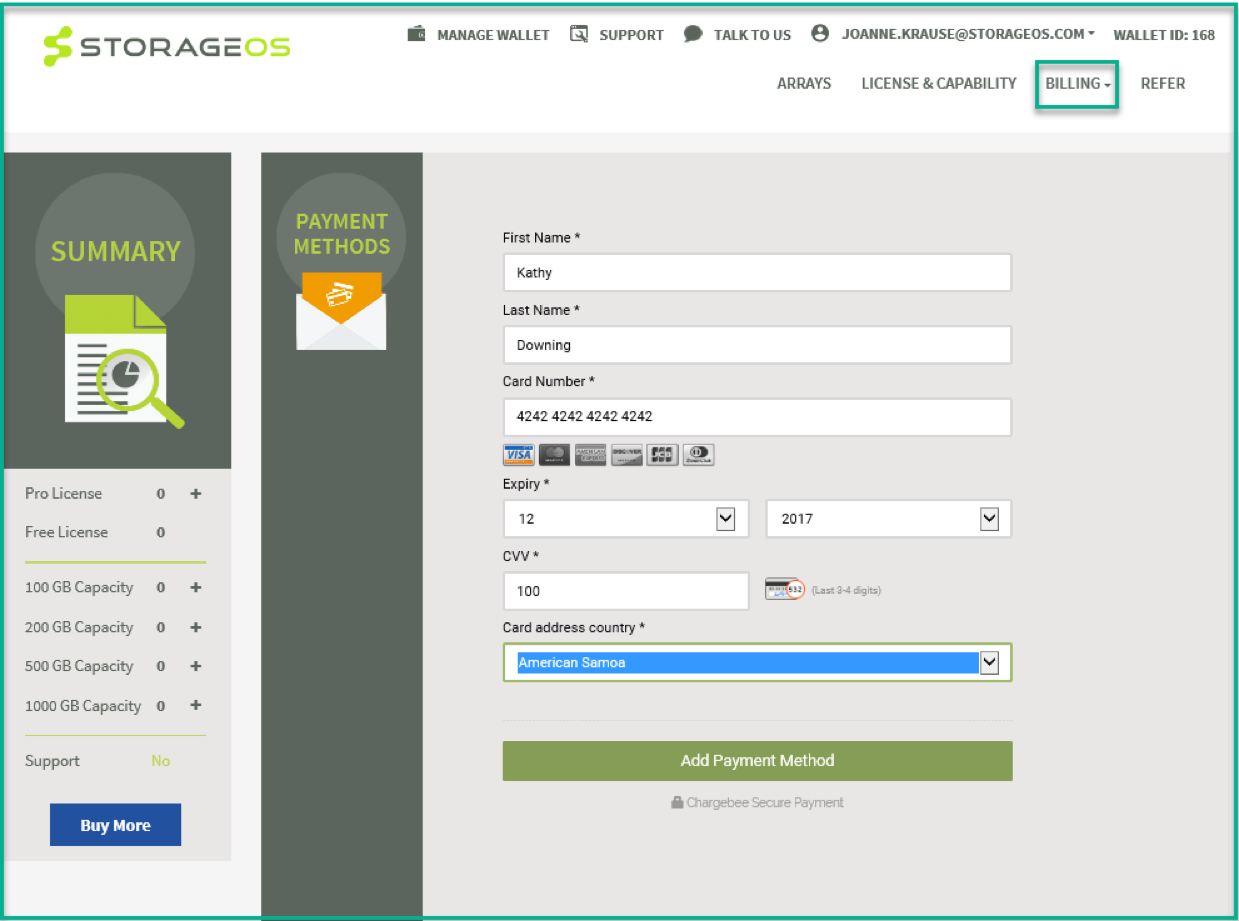 STORAGEOS
MANAGE WALLET SUPPORT TALK TO US JOANNE.KRAUSE@STORAGEOS.COM WALLET ID: 168
ARRAYS LICENSE & CAPABILITY BILLING REFER
SUMMARY
Pro License 0 +
Free License 0
100 GB Capacity 0 +
200 GB Capacity 0 +
500 GB Capacity 0 +
1000 GB Capacity 0 +
Support No
Buy More
PAYMENT
METHODS
First Name *
Kathy
Last Name *
Downing
Card Number *
4242 4242 4242 4242
VISA AMERICAN EXPRESS DISCOVER JCB
Expiry *
12 2017
CVV *
100 532 (Last 3-4 digits)
Card address country *
American Samoa
Add Payment Method
Chargebee Secure Payment